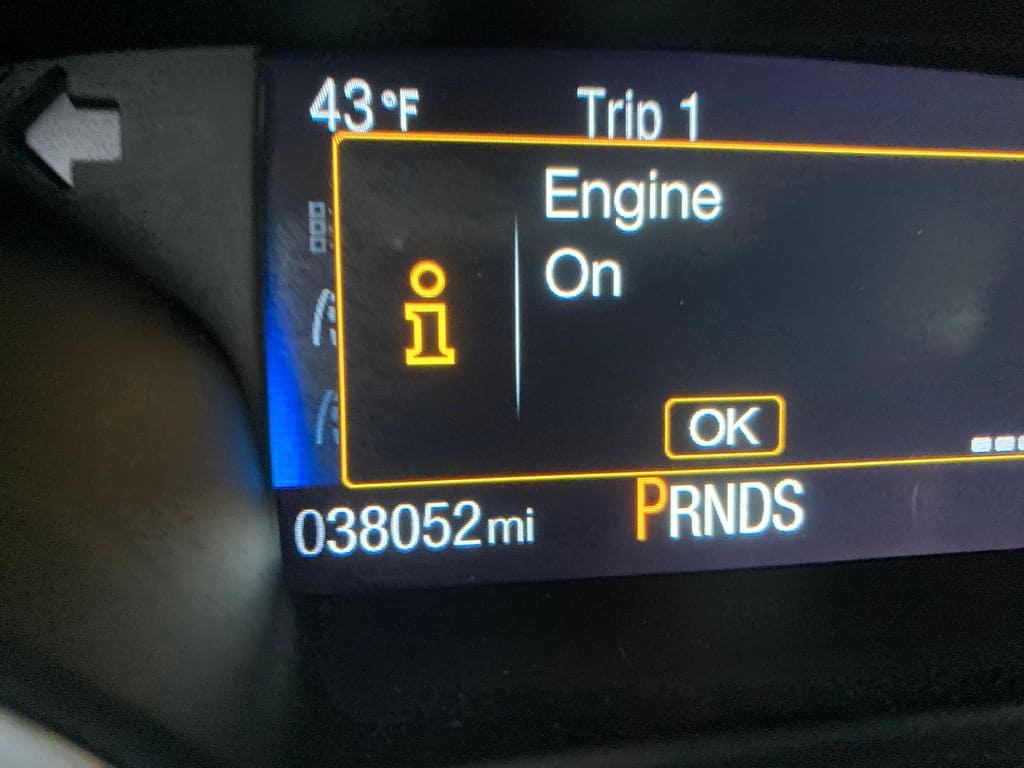 43°F Trip 1
Engine
On
OK
038052mi PRNDS